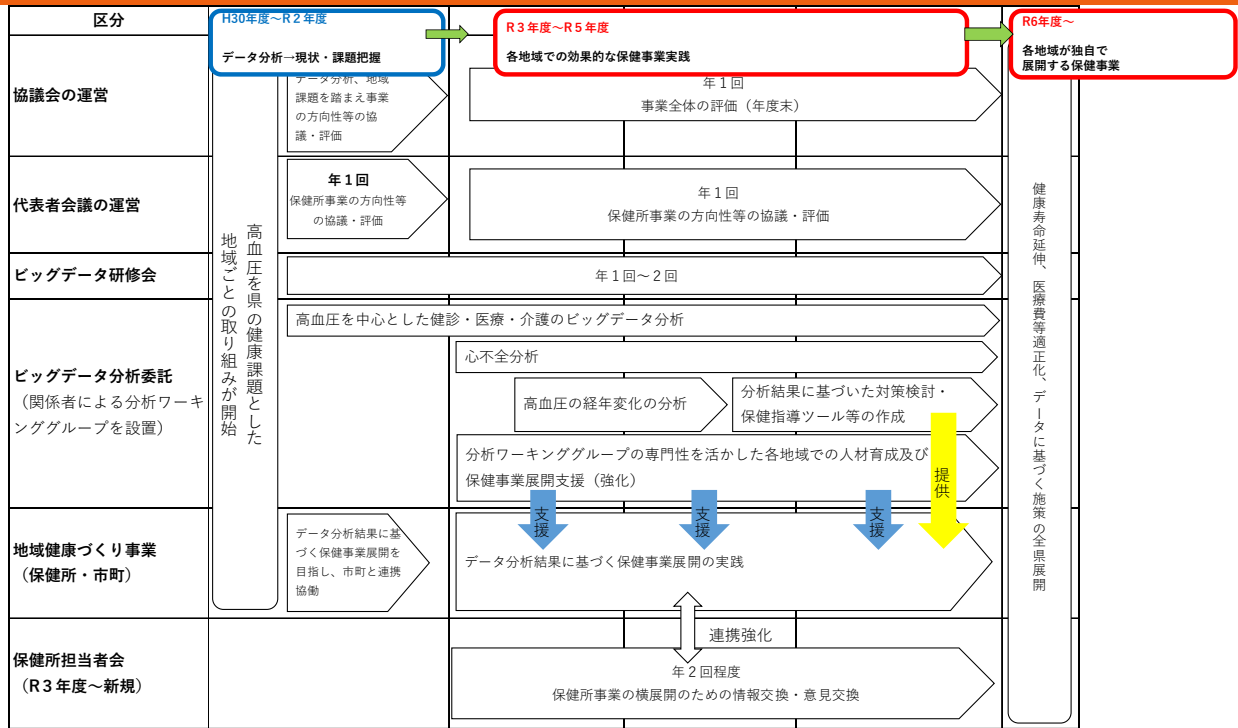 区分
H30年度～R２年度
データ分析→現状・課題把握
R３年度～R５年度
各地域での効果的な保健事業実践
R6年度～
各地域が独自で
展開する保健事業
協議会の運営
データ分析、地域
課題を踏まえ事業
の方向性等の協
議・評価
年１回
事業全体の評価（年度末）
代表者会議の運営
年１回
保健所事業の方向性等
の協議・評価
年１回
保健所事業の方向性等の協議・評価
ビッグデータ研修会
年１回～２回
高血圧を県の健康課題とした
地域ごとの取り組みが開始
ビッグデータ分析委託
（関係者による分析ワーキ
ンググループを設置）
高血圧を中心とした健診・医療・介護のビッグデータ分析
心不全分析
高血圧の経年変化の分析
分析結果に基づいた対策検討・
保健指導ツール等の作成
分析ワーキンググループの専門性を活かした各地域での人材育成及び
保健事業展開支援（強化）
支援
支援
支援
提供
地域健康づくり事業
（保健所・市町）
データ分析結果に基
づく保健事業展開を
目指し、市町と連携
協働
データ分析結果に基づく保健事業展開の実践
連携強化
保健所担当者会
（R３年度～新規）
年２回程度
保健所事業の横展開のための情報交換・意見交換
健康寿命延伸、医療費等適正化、データに基づく施策の全県展開